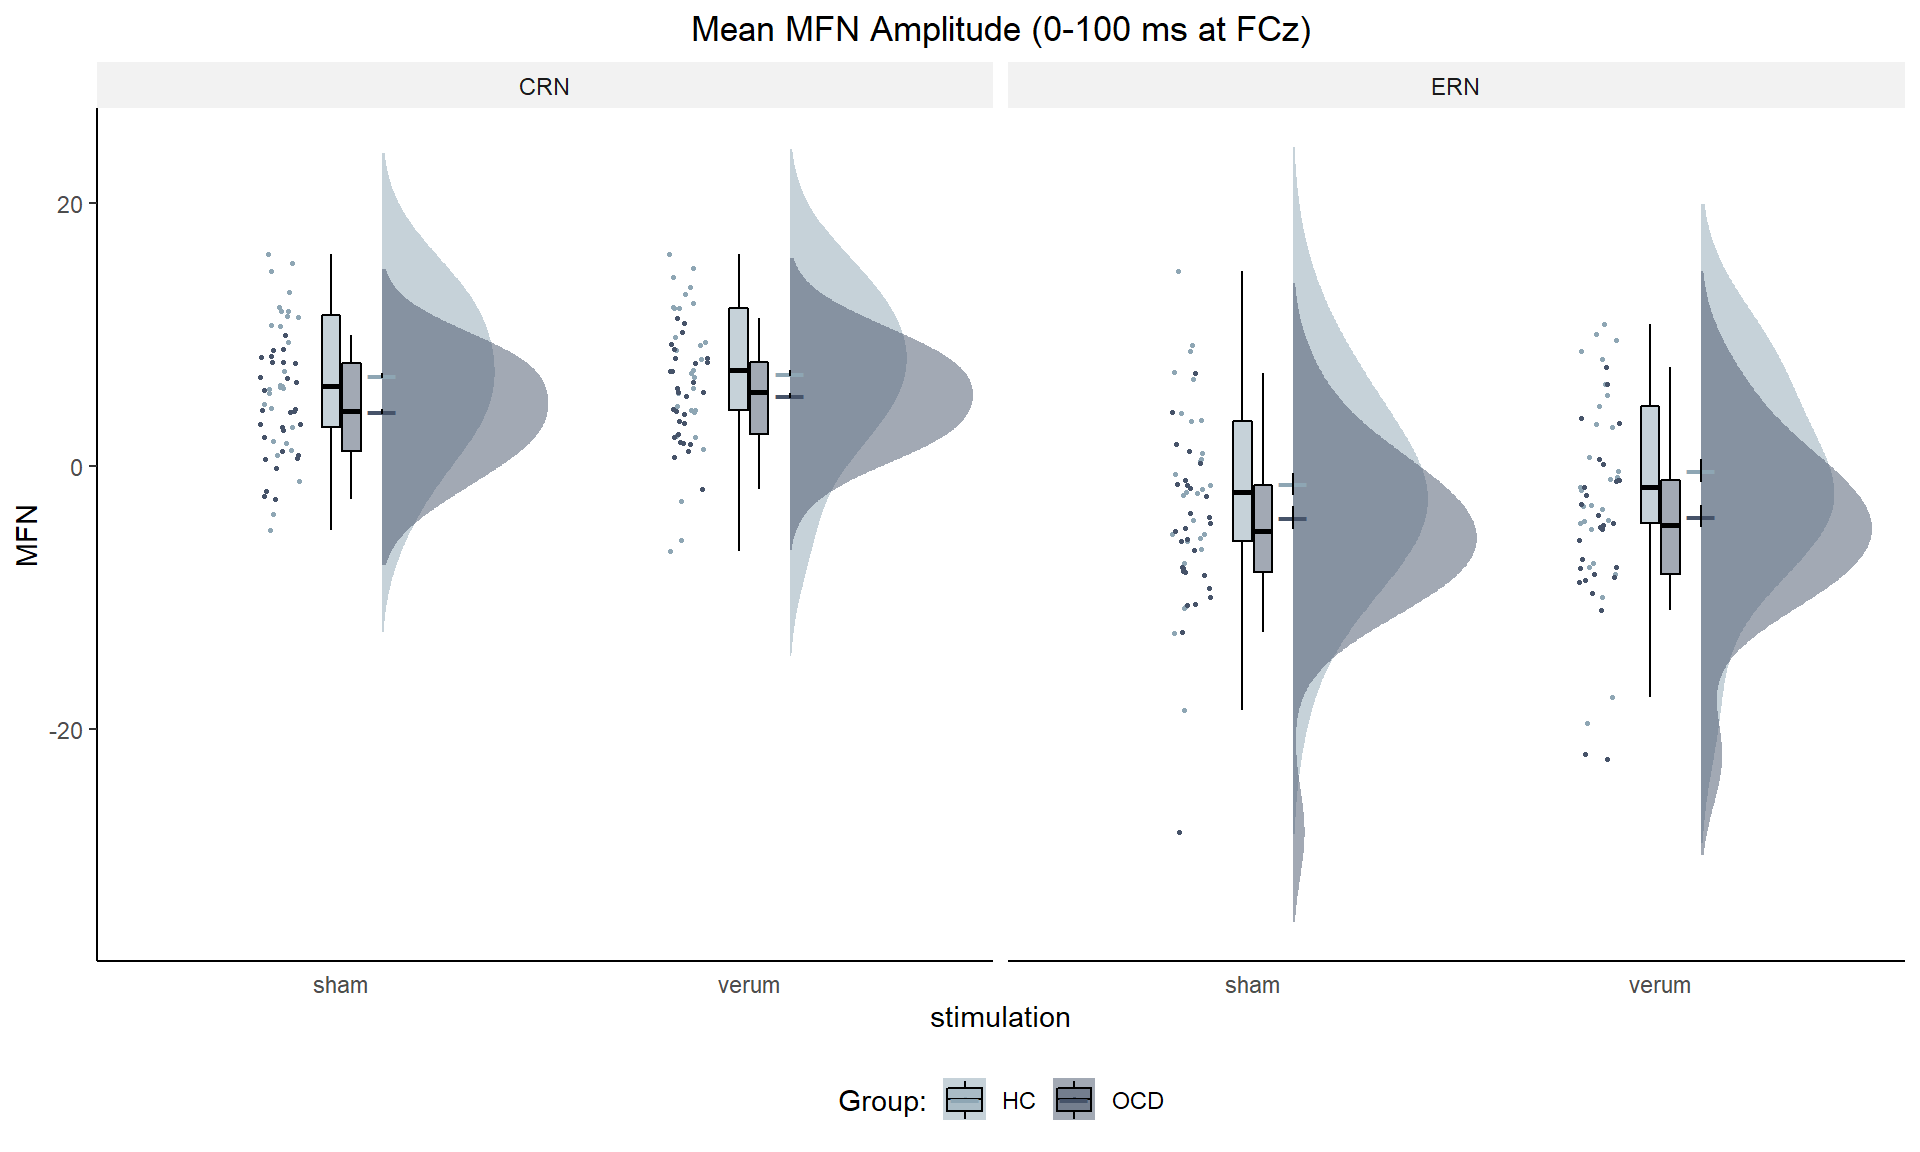 Mean MFN Amplitude (0-100 ms at FCz)
CRN
ERN
20
0
-20
MFN
sham
verum
sham
verum
stimulation
Group:
HC
OCD